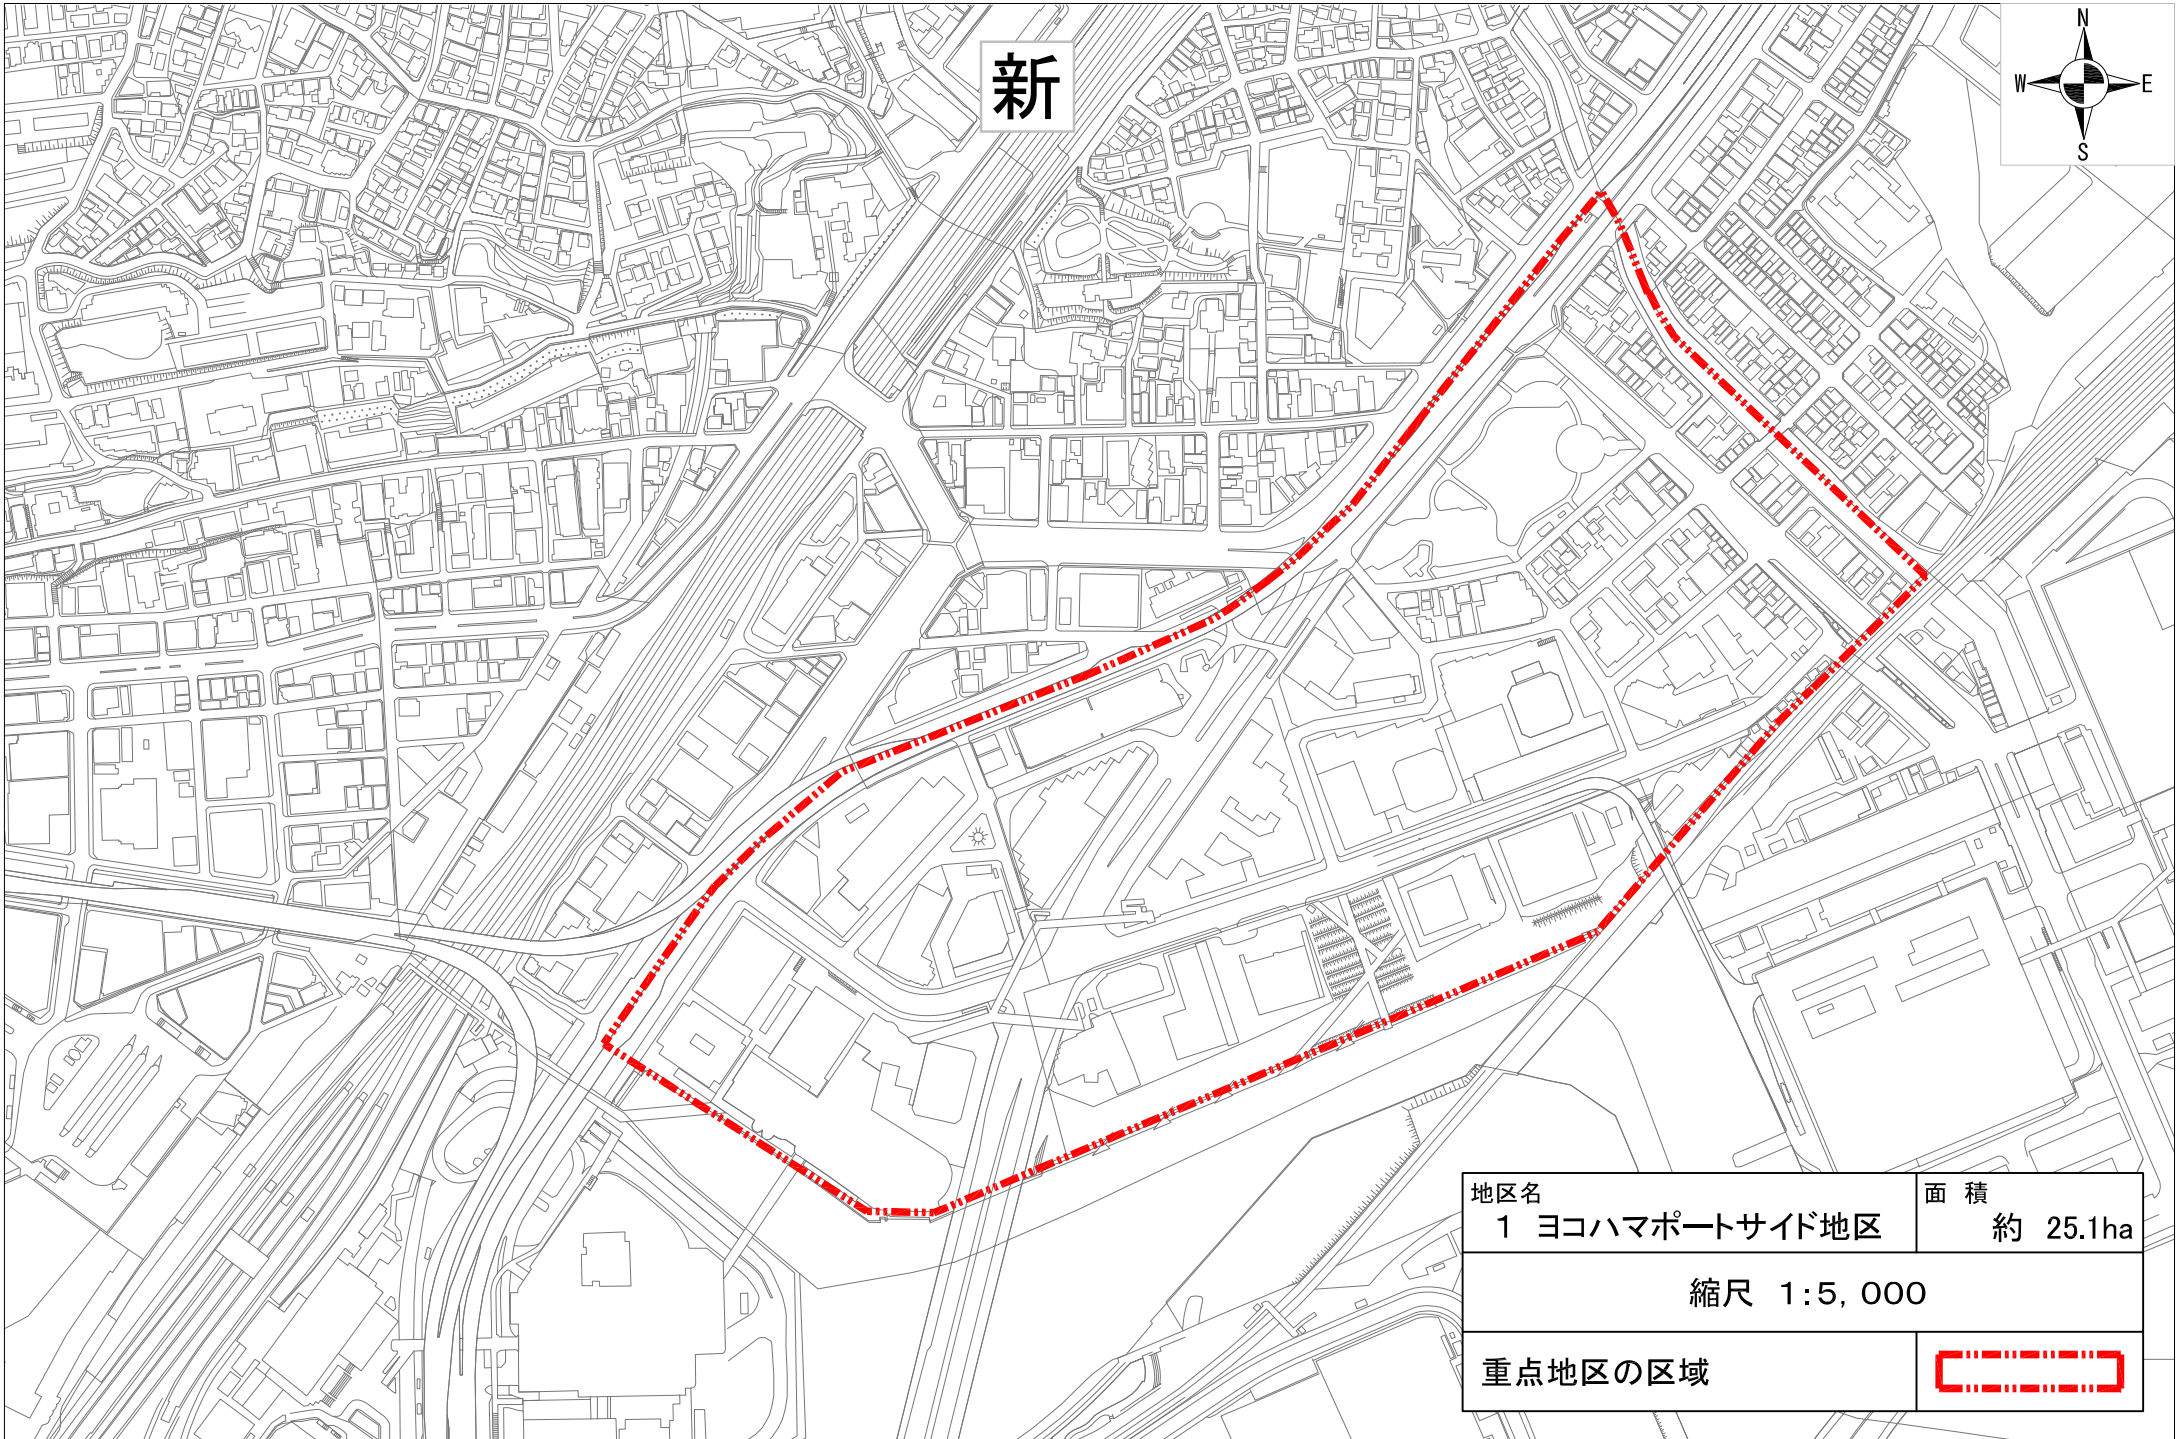 新
N
W E
S
地区名
1 ヨコハマポートサイド地区
面 積
約 25.1ha
縮尺 1:5,000
重点地区の区域